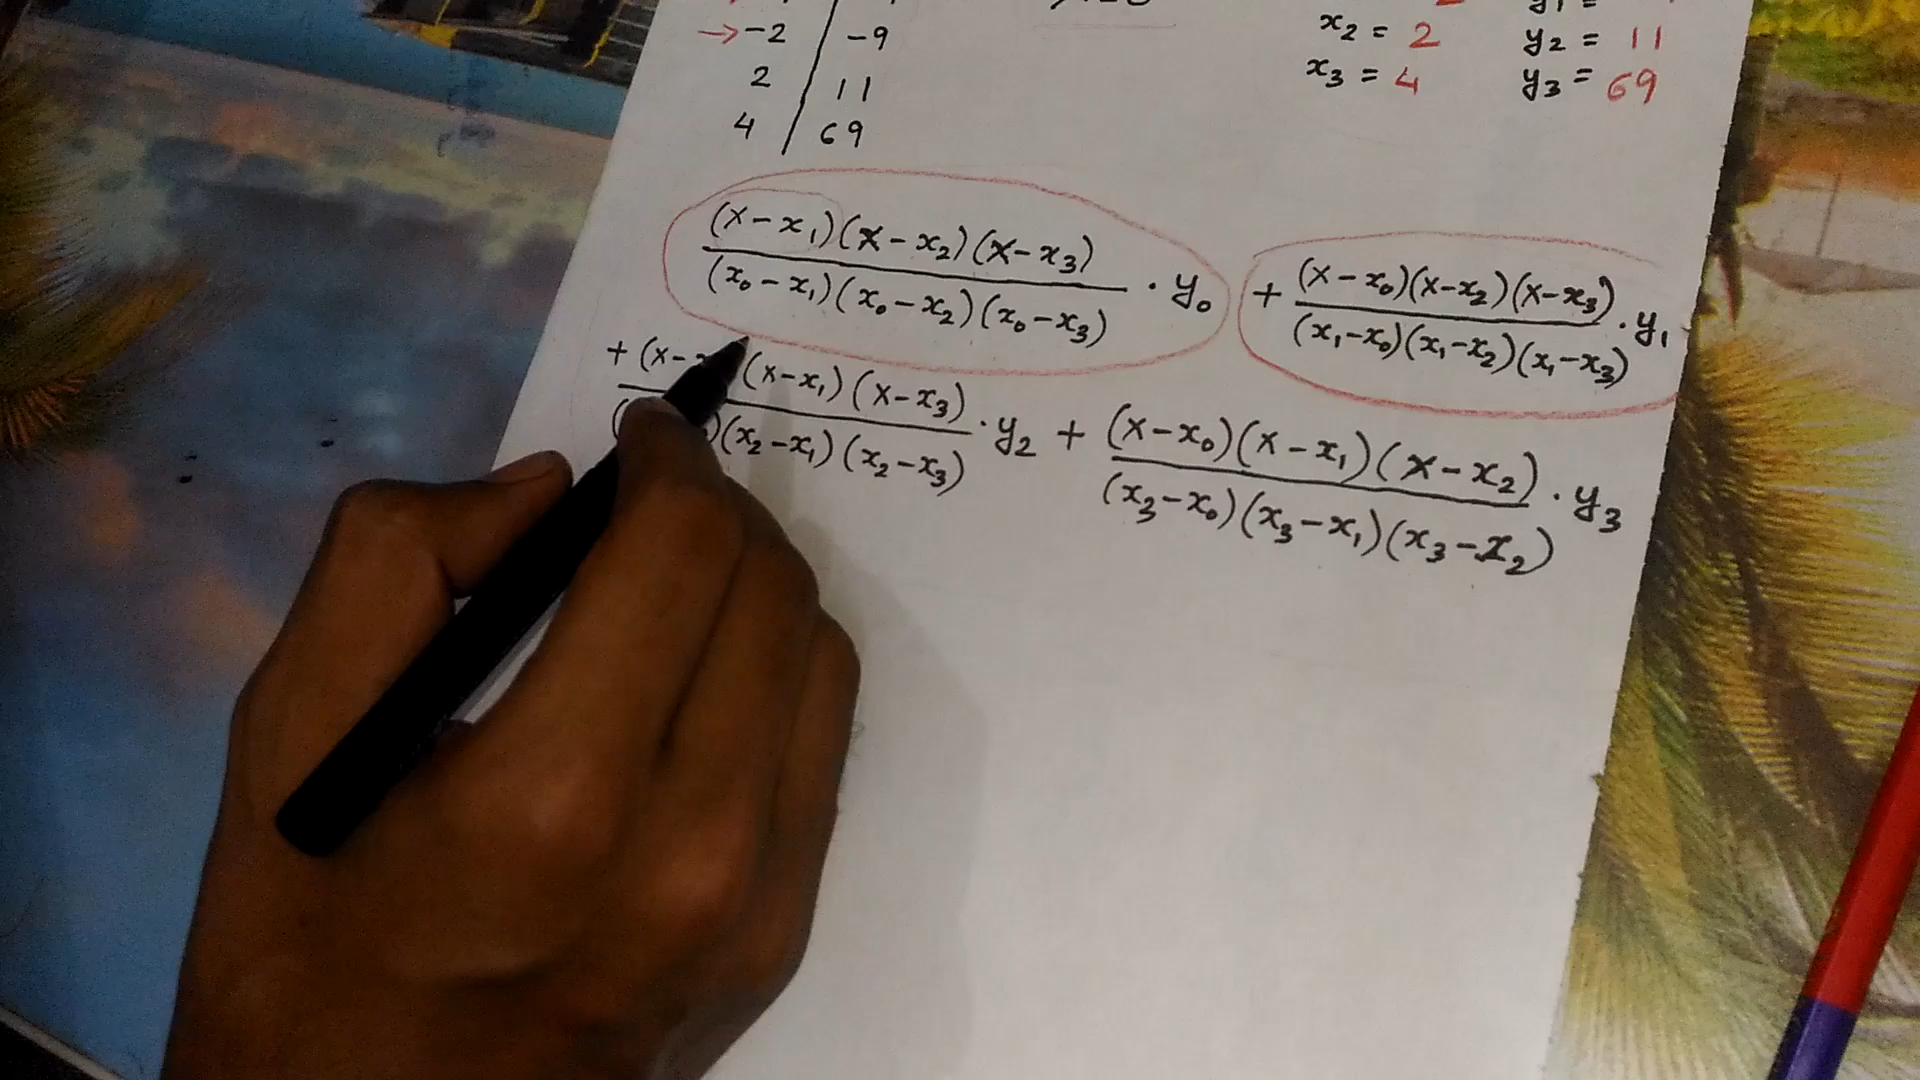 → -2 | -9
2 | 11
4 | 69
x₂ = 2 y₂ = 11
x₃ = 4 y₃ = 69
(x-x₁)(x-x₂)(x-x₃) / (x₀-x₁)(x₀-x₂)(x₀-x₃) · y₀ + (x-x₀)(x-x₂)(x-x₃) / (x₁-x₀)(x₁-x₂)(x₁-x₃) · y₁
+ (x- (x-x₁)(x-x₃) / ( )(x₂-x₁)(x₂-x₃) · y₂ + (x-x₀)(x-x₁)(x-x₂) / (x₃-x₀)(x₃-x₁)(x₃-x₂) · y₃